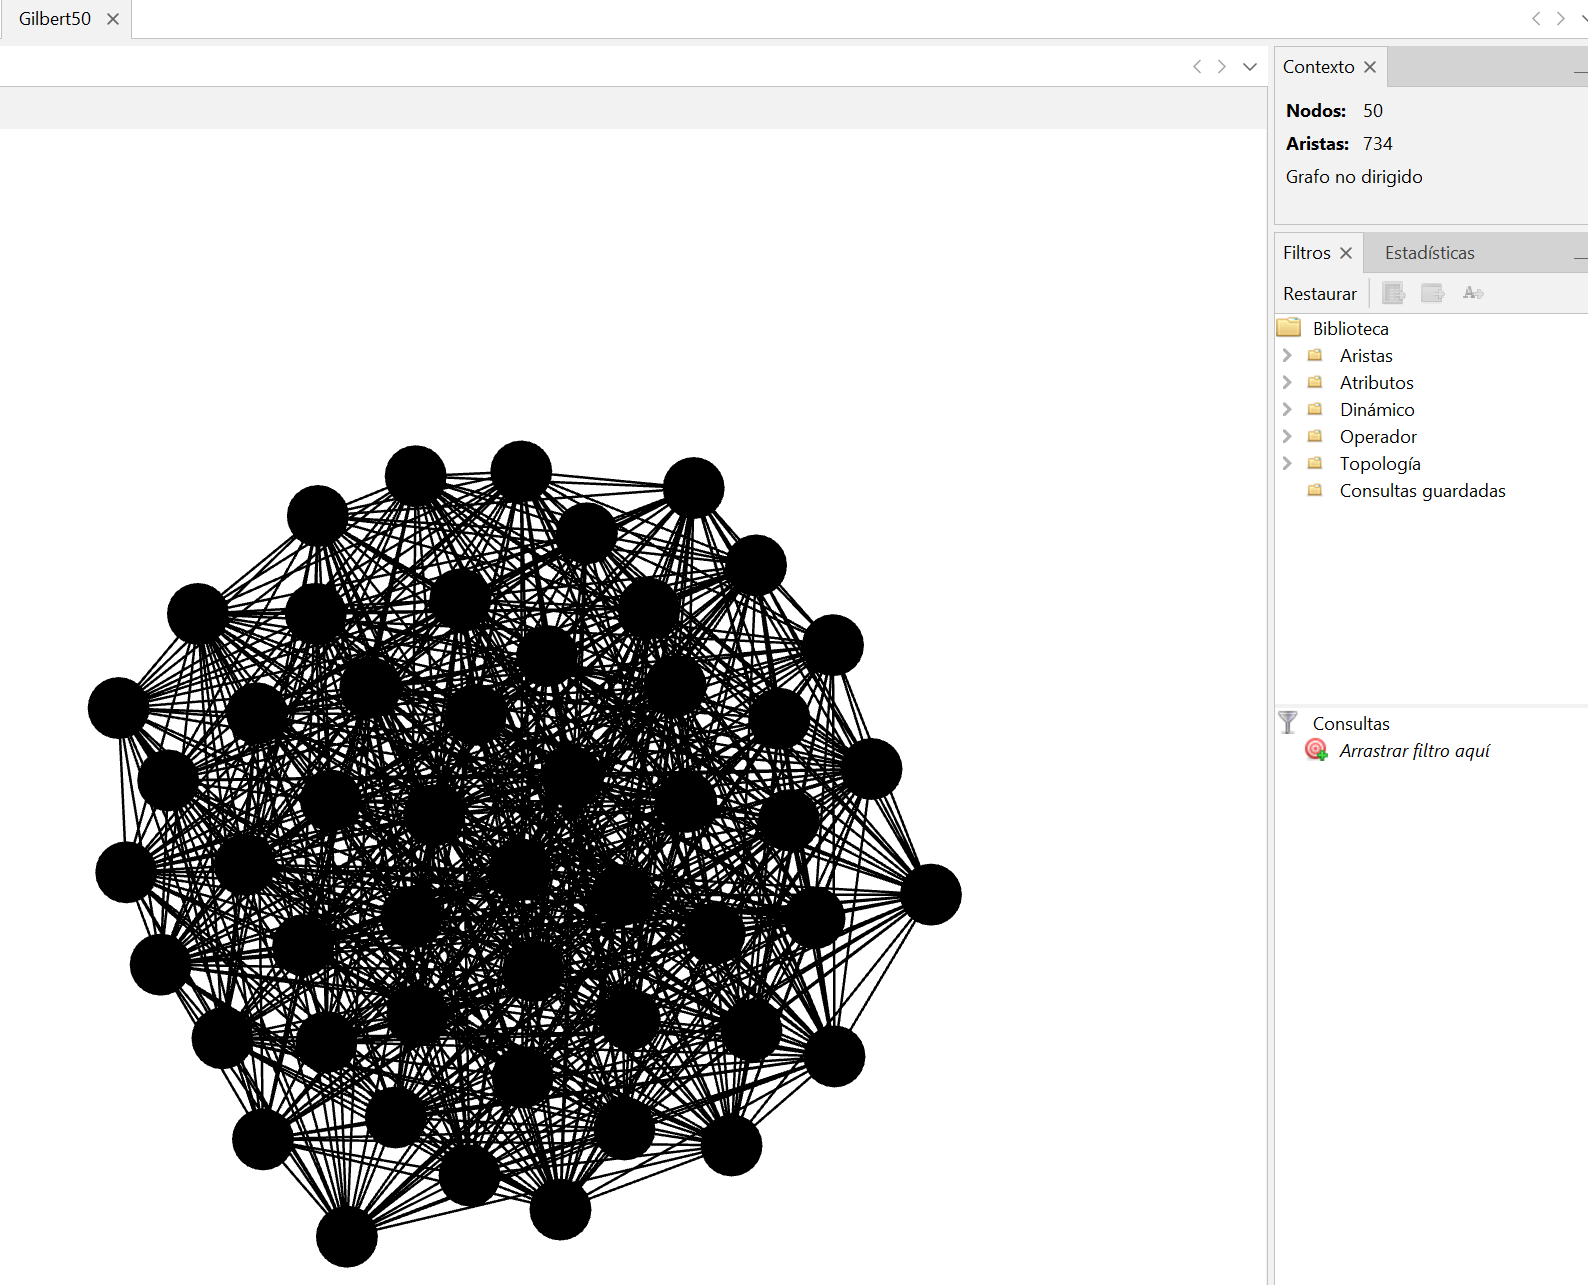 Gilbert50
Contexto
Nodos: 50
Aristas: 734
Grafo no dirigido
Filtros Estadísticas
Restaurar
Biblioteca
Aristas
Atributos
Dinámico
Operador
Topología
Consultas guardadas
Consultas
Arrastrar filtro aquí